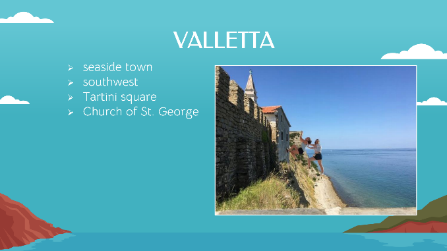 VALLETTA
seaside town
southwest
Tartini square
Church of St. George